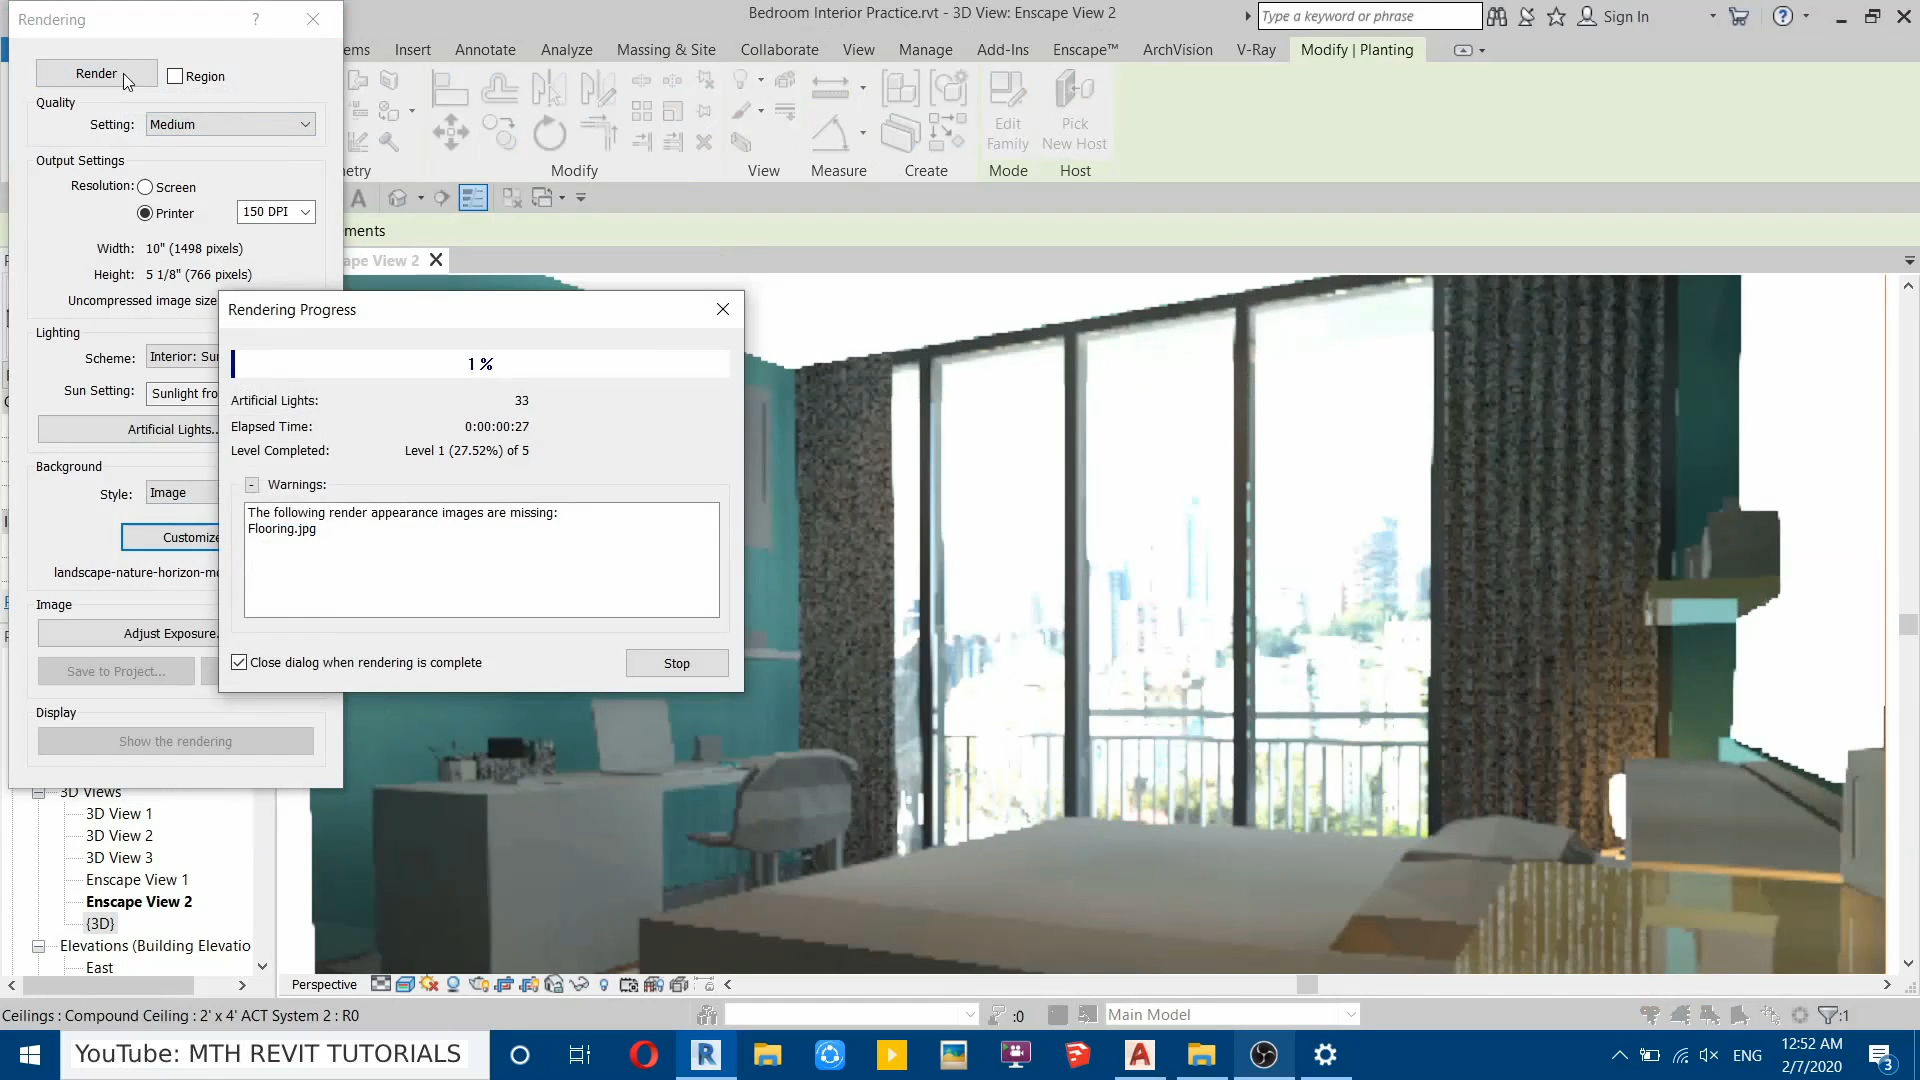 Rendering
?
Bedroom Interior Practice.rvt - 3D View: Enscape View 2
Type a keyword or phrase
Sign In
Insert
Annotate
Analyze
Massing & Site
Collaborate
View
Manage
Add-Ins
Enscape™
ArchVision
V-Ray
Modify | Planting
Render
Region
Quality
Setting: Medium
Output Settings
Resolution: Screen
Printer
150 DPI
Width: 10" (1498 pixels)
Height: 5 1/8" (766 pixels)
Uncompressed image size
Lighting
Scheme: Interior: Sun
Sun Setting: Sunlight fro
Artificial Lights..
Background
Style: Image
Customize
landscape-nature-horizon-mo
Image
Adjust Exposure.
Save to Project...
Display
Show the rendering
Modify
View
Measure
Create
Edit
Family
Mode
Pick
New Host
Host
ments
ape View 2
Rendering Progress
1 %
Artificial Lights: 33
Elapsed Time: 0:00:00:27
Level Completed: Level 1 (27.52%) of 5
- Warnings:
The following render appearance images are missing:
Flooring.jpg
Close dialog when rendering is complete
Stop
3D Views
3D View 1
3D View 2
3D View 3
Enscape View 1
Enscape View 2
{3D}
Elevations (Building Elevatio
East
Perspective
Ceilings : Compound Ceiling : 2' x 4' ACT System 2 : R0
:0
Main Model
:1
YouTube: MTH REVIT TUTORIALS
ENG
12:52 AM
2/7/2020
3